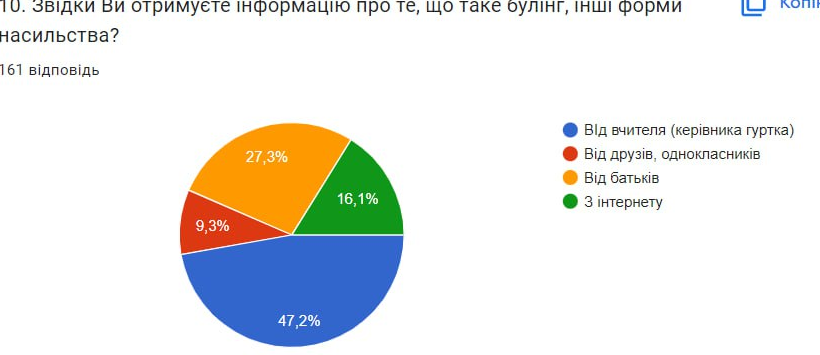 10. Звідки Ви отримуєте інформацію про те, що таке булінг, інші форми
насильства?
161 відповідь
27,3%
16,1%
9,3%
47,2%
ВІд вчителя (керівника гуртка)
Від друзів, однокласників
Від батьків
З інтернету